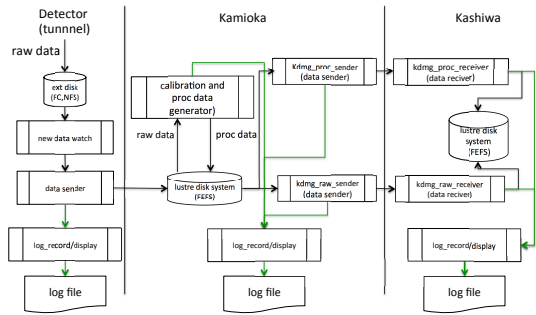 Detector
(tunnnel)
raw data
ext disk
(FC,NFS)
new data watch
data sender
log_record/display
log file
Kamioka
calibration and
proc data
generator)
raw data
proc data
lustre disk system
(FEFS)
Kdmg_proc_sender
(data sender)
kdmg_raw_sender
(data sender)
log_record/display
log file
Kashiwa
kdmg_proc_receiver
(data reciver)
lustre disk
system
(FEFS)
kdmg_raw_receiver
(data reciver)
log_record/display
log file